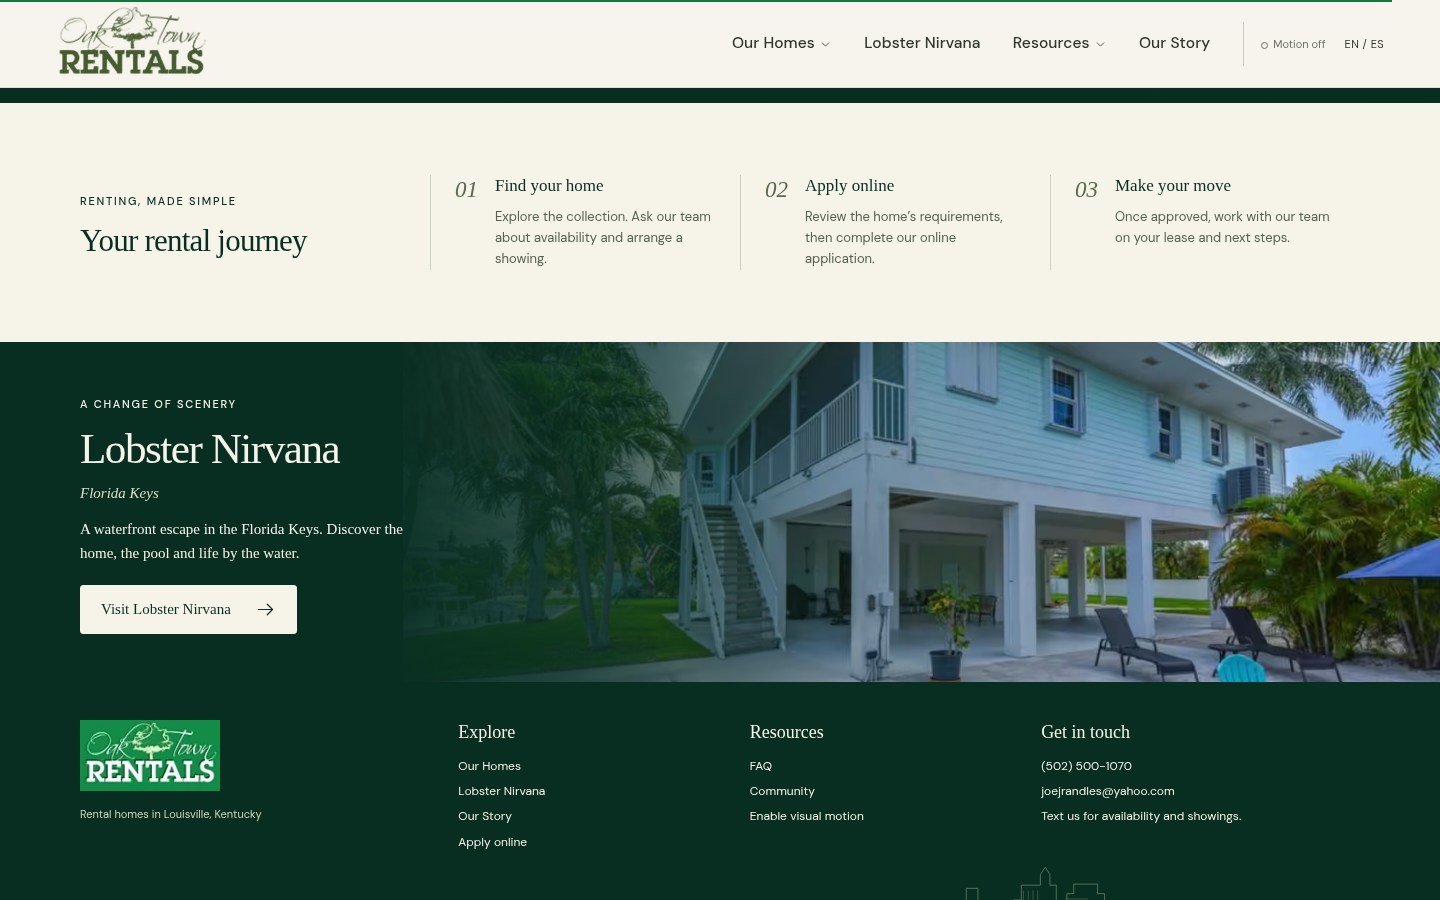 Oak Town
RENTALS
Our Homes
Lobster Nirvana
Resources
Our Story
Motion off
EN / ES
RENTING, MADE SIMPLE
Your rental journey
01
Find your home
Explore the collection. Ask our team
about availability and arrange a
showing.
02
Apply online
Review the home’s requirements,
then complete our online
application.
03
Make your move
Once approved, work with our team
on your lease and next steps.
A CHANGE OF SCENERY
Lobster Nirvana
Florida Keys
A waterfront escape in the Florida Keys. Discover the
home, the pool and life by the water.
Visit Lobster Nirvana
Oak Town
RENTALS
Rental homes in Louisville, Kentucky
Explore
Our Homes
Lobster Nirvana
Our Story
Apply online
Resources
FAQ
Community
Enable visual motion
Get in touch
(502) 500-1070
joejrandles@yahoo.com
Text us for availability and showings.